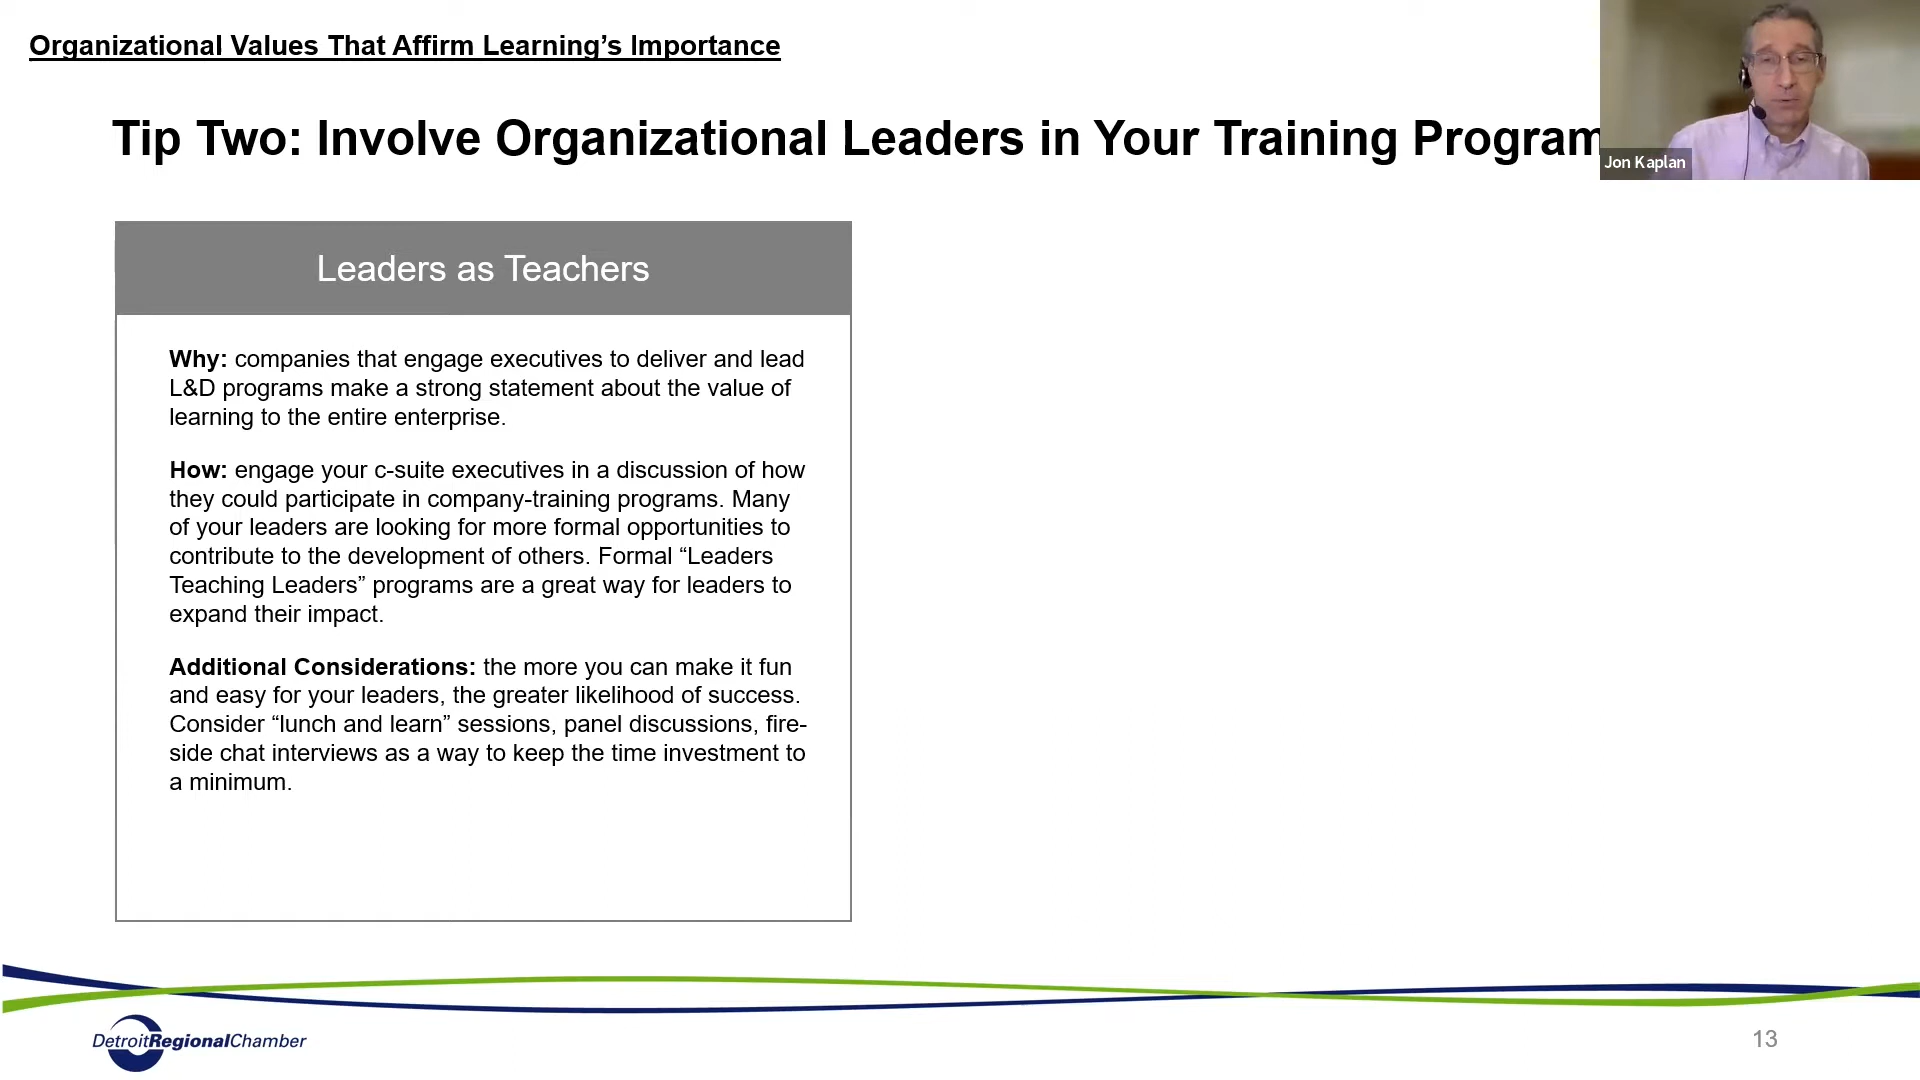 Organizational Values That Affirm Learning’s Importance
Tip Two: Involve Organizational Leaders in Your Training Program
Jon Kaplan
Leaders as Teachers
Why: companies that engage executives to deliver and lead
L&D programs make a strong statement about the value of
learning to the entire enterprise.
How: engage your c-suite executives in a discussion of how
they could participate in company-training programs. Many
of your leaders are looking for more formal opportunities to
contribute to the development of others. Formal “Leaders
Teaching Leaders” programs are a great way for leaders to
expand their impact.
Additional Considerations: the more you can make it fun
and easy for your leaders, the greater likelihood of success.
Consider “lunch and learn” sessions, panel discussions, fire-
side chat interviews as a way to keep the time investment to
a minimum.
DetroitRegionalChamber
13